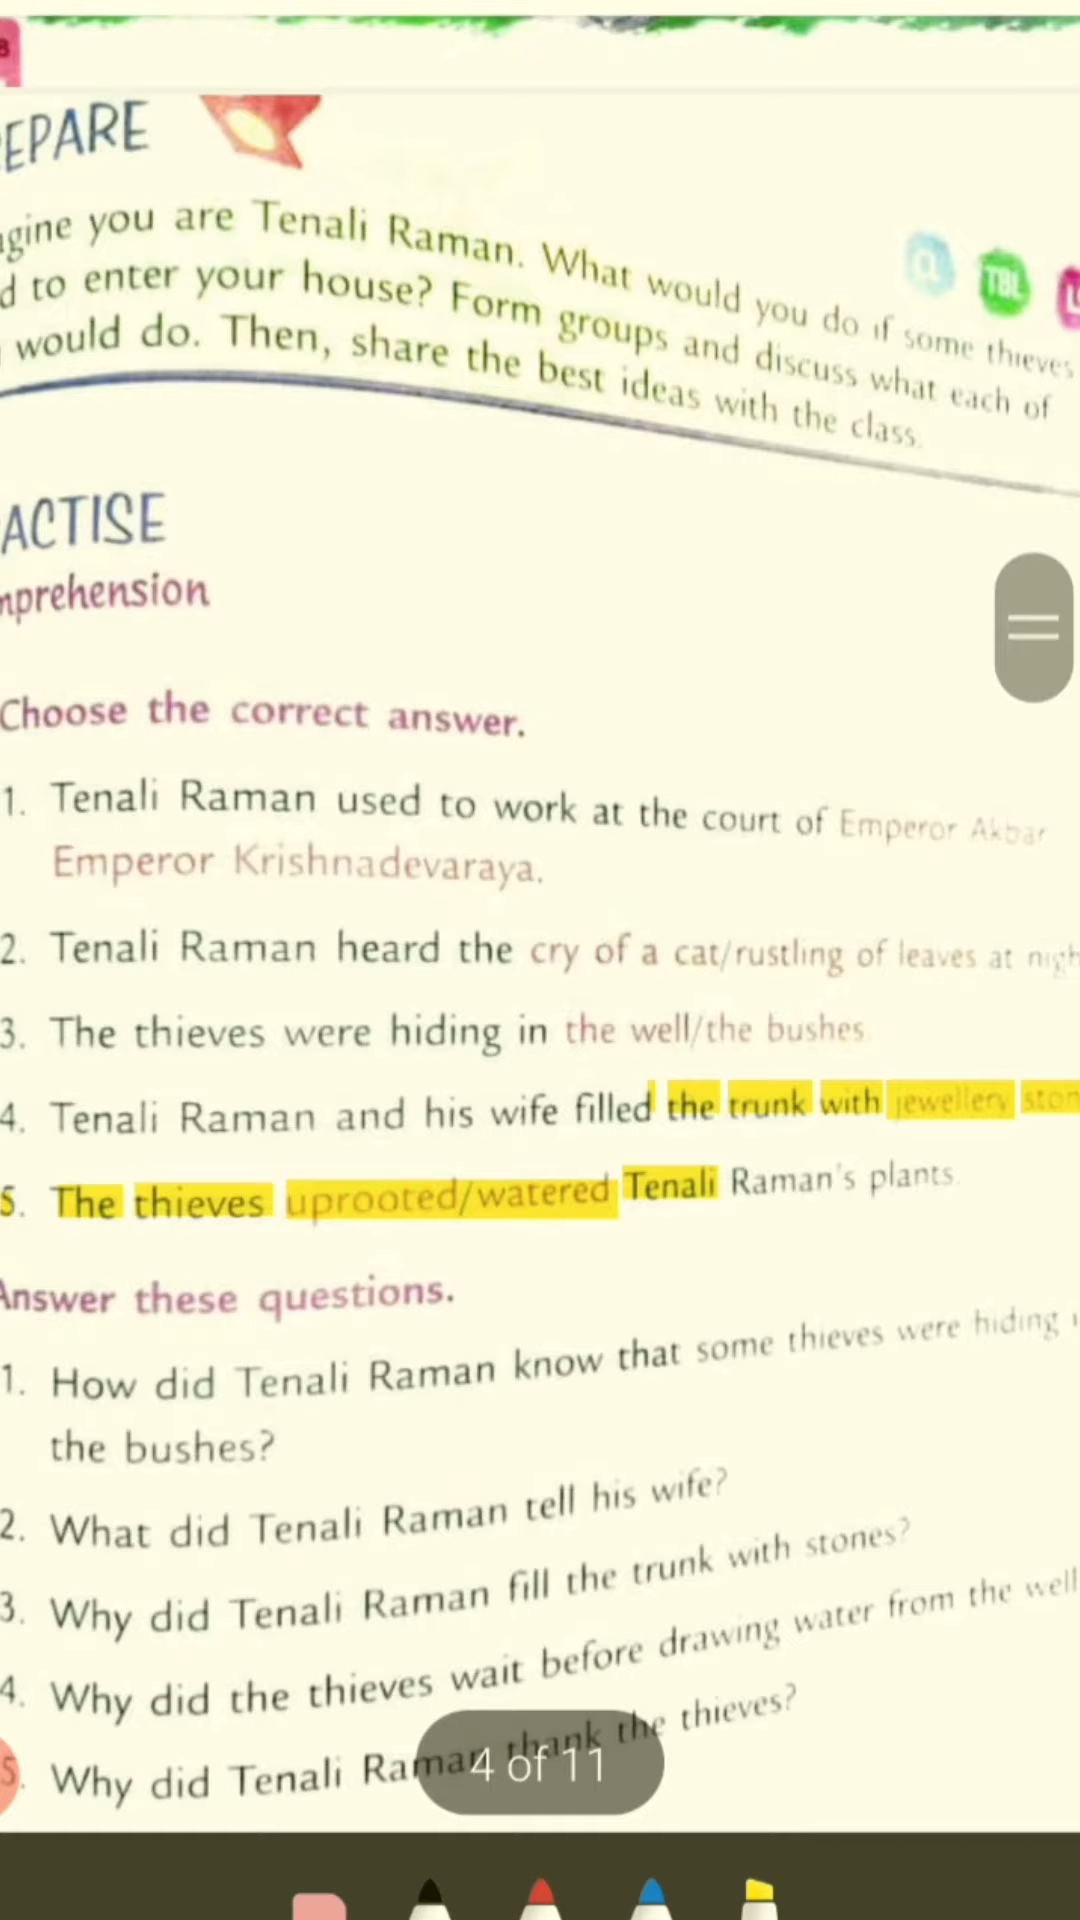 EPARE
gine you are Tenali Raman. What would you do if some thieves
d to enter your house? Form groups and discuss what each of
would do. Then, share the best ideas with the class.
CL TBL
ACTISE
mprehension
Choose the correct answer.
1. Tenali Raman used to work at the court of Emperor Akbar
Emperor Krishnadevaraya.
2. Tenali Raman heard the cry of a cat/rustling of leaves at nigh
3. The thieves were hiding in the well/the bushes
4. Tenali Raman and his wife filled the trunk with jewellery ston
5. The thieves uprooted/watered Tenali Raman's plants
Answer these questions.
1. How did Tenali Raman know that some thieves were hiding
the bushes?
2. What did Tenali Raman tell his wife?
3. Why did Tenali Raman fill the trunk with stones?
4. Why did the thieves wait before drawing water from the well
5. Why did Tenali Raman thank the thieves?
4 of 11